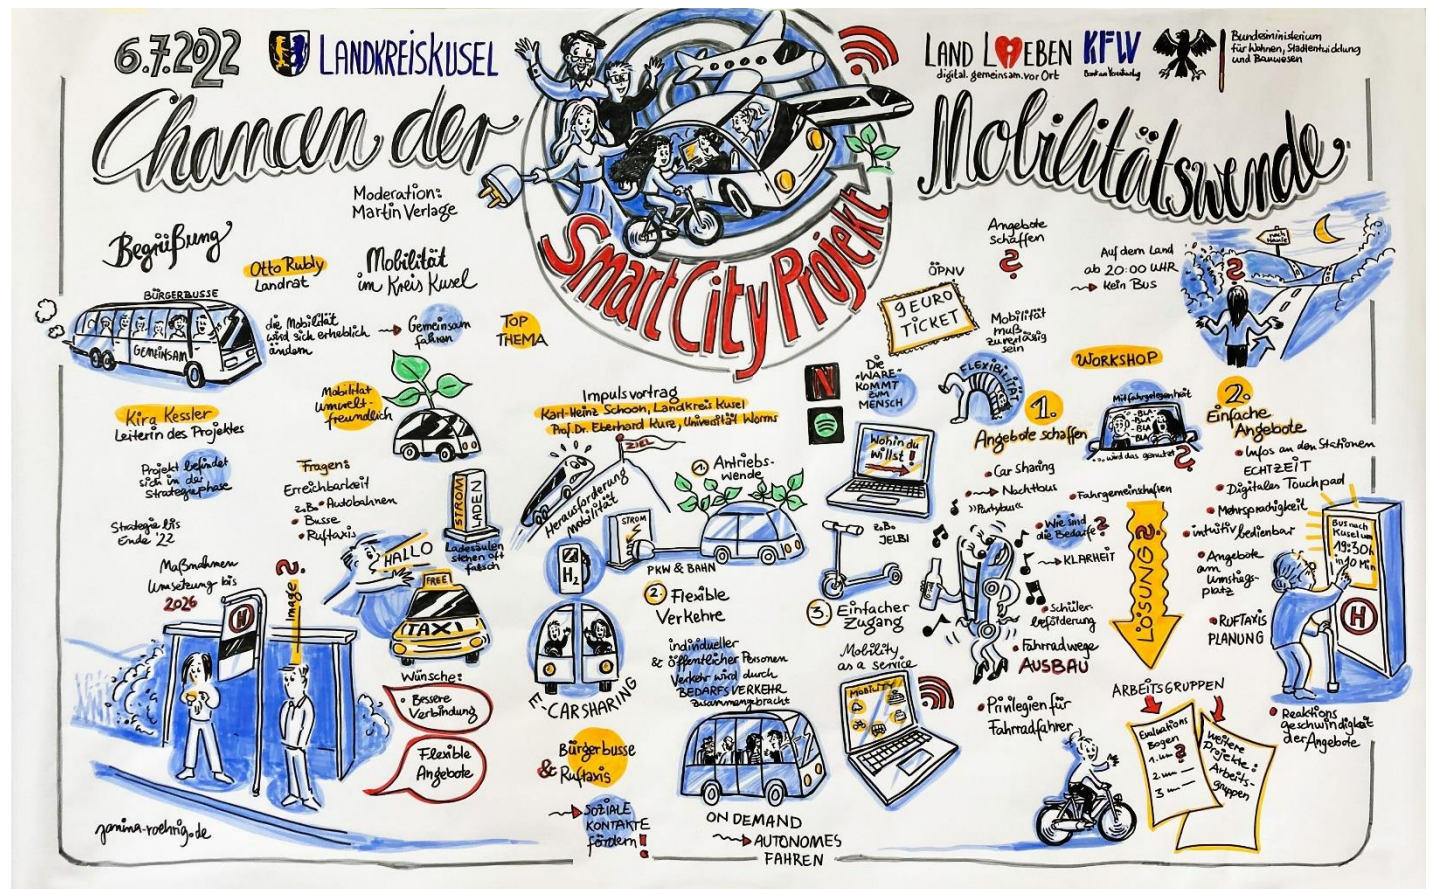 6.7.2022
LANDKREIS KUSEL
LAND L EBEN
digital.gemeinsam.vor Ort
KFW
Bundesministerium
für Wohnen, Stadtentwicklung
und Bauwesen
Chancen der
Mobilitätswende
Smart City Projekt
Moderation:
Martin Verlage
Begrüßung
Otto Rubly
Landrat
Mobilität
im Kreis Kusel
BÜRGERBUSSE
GEMEINSAM
die Mobilität
wird sich erheblich
ändern
Gemeinsam
fahren
TOP
THEMA
Mobilität
umwelt-
freundlich
Kira Kessler
Leiterin des Projektes
Projekt befindet
sich in der
Strategiephase
Strategie bis
Ende '22
Maßnahmen
Umsetzung bis
2026
Fragen:
Erreichbarkeit
z.B. • Autobahnen
• Busse
• Ruftaxis
STROM
LADEN
Ladesäulen
stehen oft
falsch
HALLO
FREE
TAXI
Image?
H
Wünsche:
• Bessere
Verbindung
Flexible
Angebote
janina-roehrig.de
Impulsvortrag
Karl-Heinz Schoon, Landkreis Kusel
Prof. Dr. Eberhard Kurz, Universität Worms
ZIEL
Herausforderung
Mobilität
1. Antriebs-
wende
STROM
H2
PKW & BAHN
2. Flexible
Verkehre
individueller
& öffentlicher Personen
Verkehr wird durch
BEDARFSVERKEHR
zusammengebracht
E-CARSHARING
Bürgerbusse
& Ruftaxis
SOZIALE
KONTAKTE
fördern!
ON DEMAND
AUTONOMES
FAHREN
N
Die
"WARE"
KOMMT
ZUM
MENSCH
Wohin du
Willst!
z.B.
JELBI
3. Einfacher
Zugang
Mobility
as a service
MOBILITY
Angebote
schaffen
?
ÖPNV
9 EURO
TICKET
Mobilität
muß
zuverlässig
sein
Auf dem Land
ab 20:00 UHR
Kein Bus
nach
Hause
?
FLEXIBILITÄT
WORKSHOP
1.
Angebote schaffen
Mitfahrgelegenheit
-BLA
-BLA
BLA
-BLA
...wird das genutzt?
• Car Sharing
Nachtbus
"Partybus"
• Fahrgemeinschaften
• Wie sind
die Bedarfe?
KLARHEIT
• Schüler-
beförderung
• Fahrradwege
AUSBAU
• Privilegien für
Fahrradfahrer
LÖSUNG?
2.
Einfache
Angebote
• Infos an den Stationen
ECHTZEIT
• Digitales Touchpad
• Mehrsprachigkeit
• intuitiv bedienbar
• Angebote
am
Umstiegs-
platz
• RUFTAXIS
PLANUNG
Bus nach
Kusel um
19:30h
in 10 Min
H
• Reaktions
geschwindigkeit
der Angebote
ARBEITSGRUPPEN
Evaluations
Bogen
1.
?
2.
3
Weitere
Projekte:
Arbeits-
gruppen